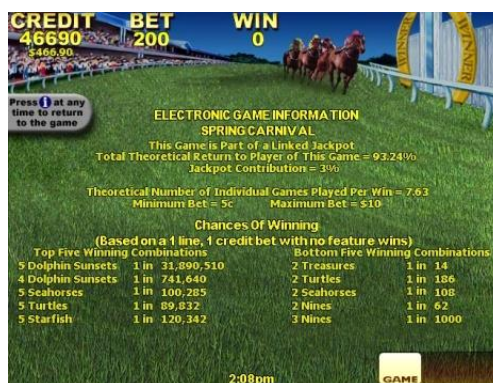 CREDIT BET WIN
46690 200 0
$466.90
WINNER
WINNER
Press i at any
time to return
to the game
ELECTRONIC GAME INFORMATION
SPRING CARNIVAL
This Game is Part of a Linked Jackpot
Total Theoretical Return to Player of This Game = 93.24%
Jackpot Contribution = 3%
Theoretical Number of Individual Games Played Per Win = 7.63
Minimum Bet = 5c Maximum Bet = $10
Chances Of Winning
(Based on a 1 line, 1 credit bet with no feature wins)
Top Five Winning Combinations Bottom Five Winning Combinations
5 Dolphin Sunsets 1 in 31,890,510 2 Treasures 1 in 14
4 Dolphin Sunsets 1 in 741,640 2 Turtles 1 in 186
5 Seahorses 1 in 100,285 2 Seahorses 1 in 108
5 Turtles 1 in 89,832 2 Nines 1 in 62
5 Starfish 1 in 120,342 3 Nines 1 in 1000
2:08pm
GAME